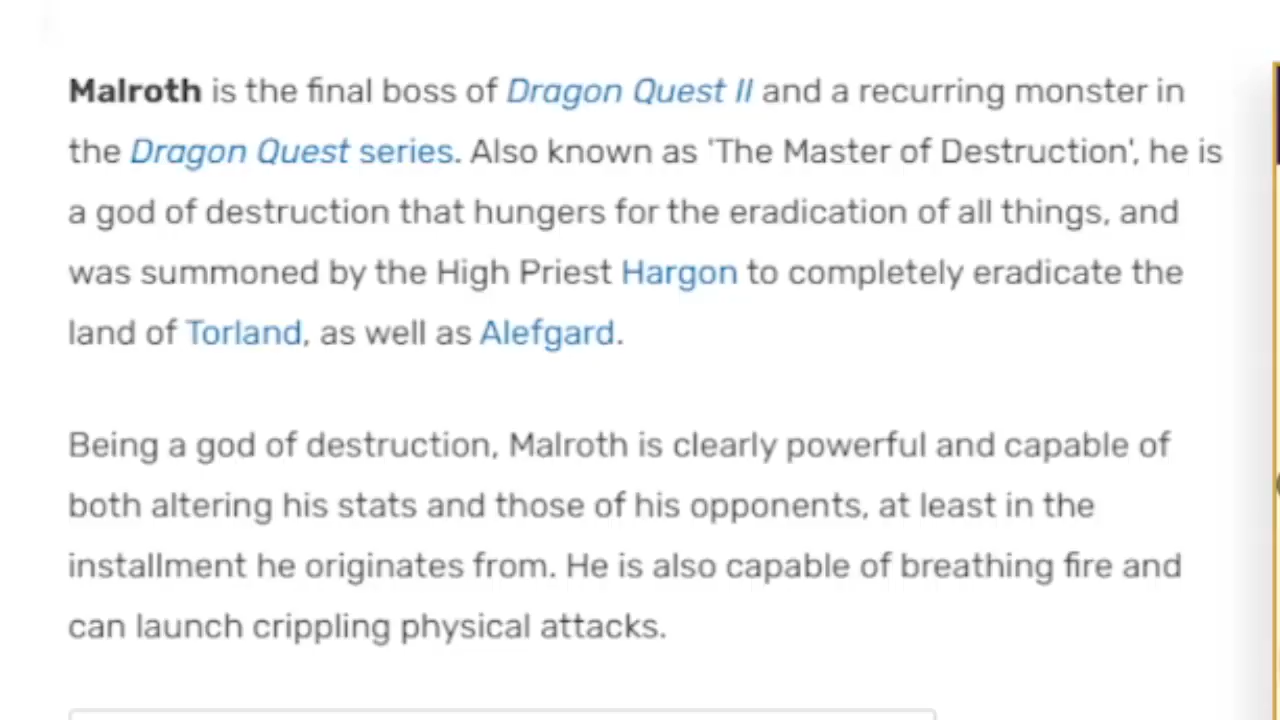 Malroth is the final boss of Dragon Quest II and a recurring monster in
the Dragon Quest series. Also known as 'The Master of Destruction', he is
a god of destruction that hungers for the eradication of all things, and
was summoned by the High Priest Hargon to completely eradicate the
land of Torland, as well as Alefgard.
Being a god of destruction, Malroth is clearly powerful and capable of
both altering his stats and those of his opponents, at least in the
installment he originates from. He is also capable of breathing fire and
can launch crippling physical attacks.